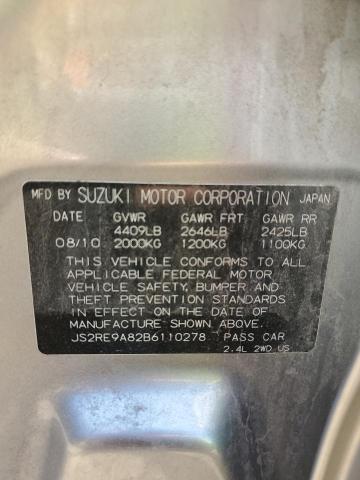 MFD BY SUZUKI MOTOR CORPORATION JAPAN
DATE GVWR GAWR FRT GAWR RR
4409LB 2646LB 2425LB
08/10 2000KG 1200KG 1100KG
THIS VEHICLE CONFORMS TO ALL
APPLICABLE FEDERAL MOTOR
VEHICLE SAFETY, BUMPER AND
THEFT PREVENTION STANDARDS
IN EFFECT ON THE DATE OF
MANUFACTURE SHOWN ABOVE.
JS2RE9A82B6110278 PASS CAR
2.4L 2WD US